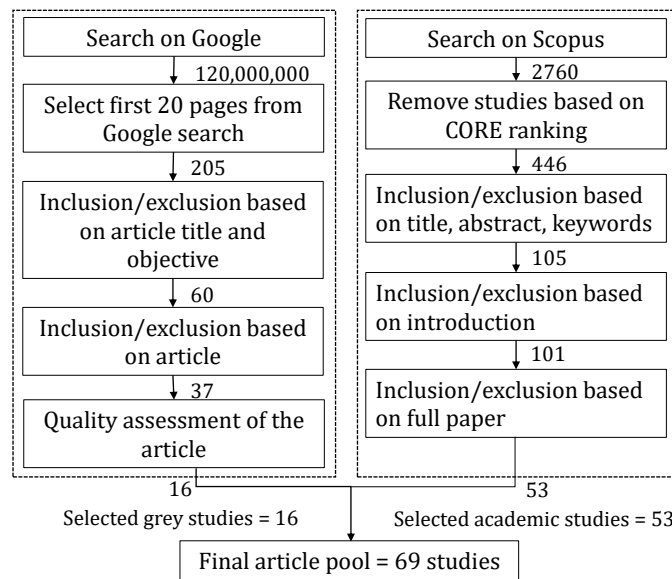 Search on Google
120,000,000
Select first 20 pages from
Google search
205
Inclusion/exclusion based
on article title and
objective
60
Inclusion/exclusion based
on article
37
Quality assessment of the
article
16
Selected grey studies = 16
Search on Scopus
2760
Remove studies based on
CORE ranking
446
Inclusion/exclusion based
on title, abstract, keywords
105
Inclusion/exclusion based
on introduction
101
Inclusion/exclusion based
on full paper
53
Selected academic studies = 53
Final article pool = 69 studies